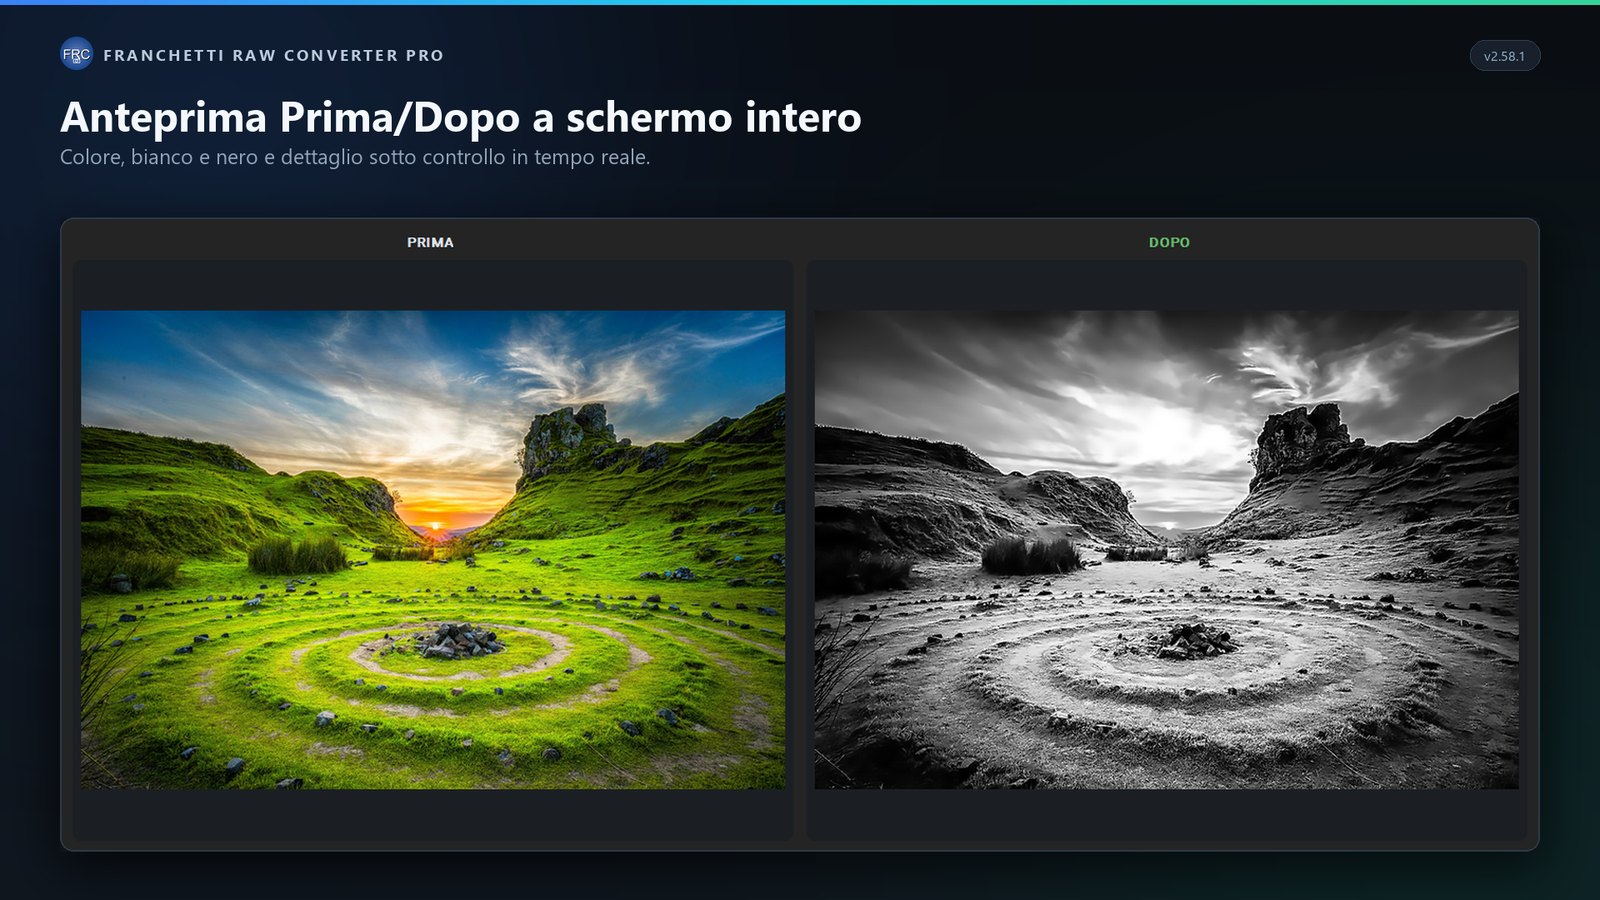 FRC
FRANCHETTI RAW CONVERTER PRO
v2.58.1
Anteprima Prima/Dopo a schermo intero
Colore, bianco e nero e dettaglio sotto controllo in tempo reale.
PRIMA
DOPO